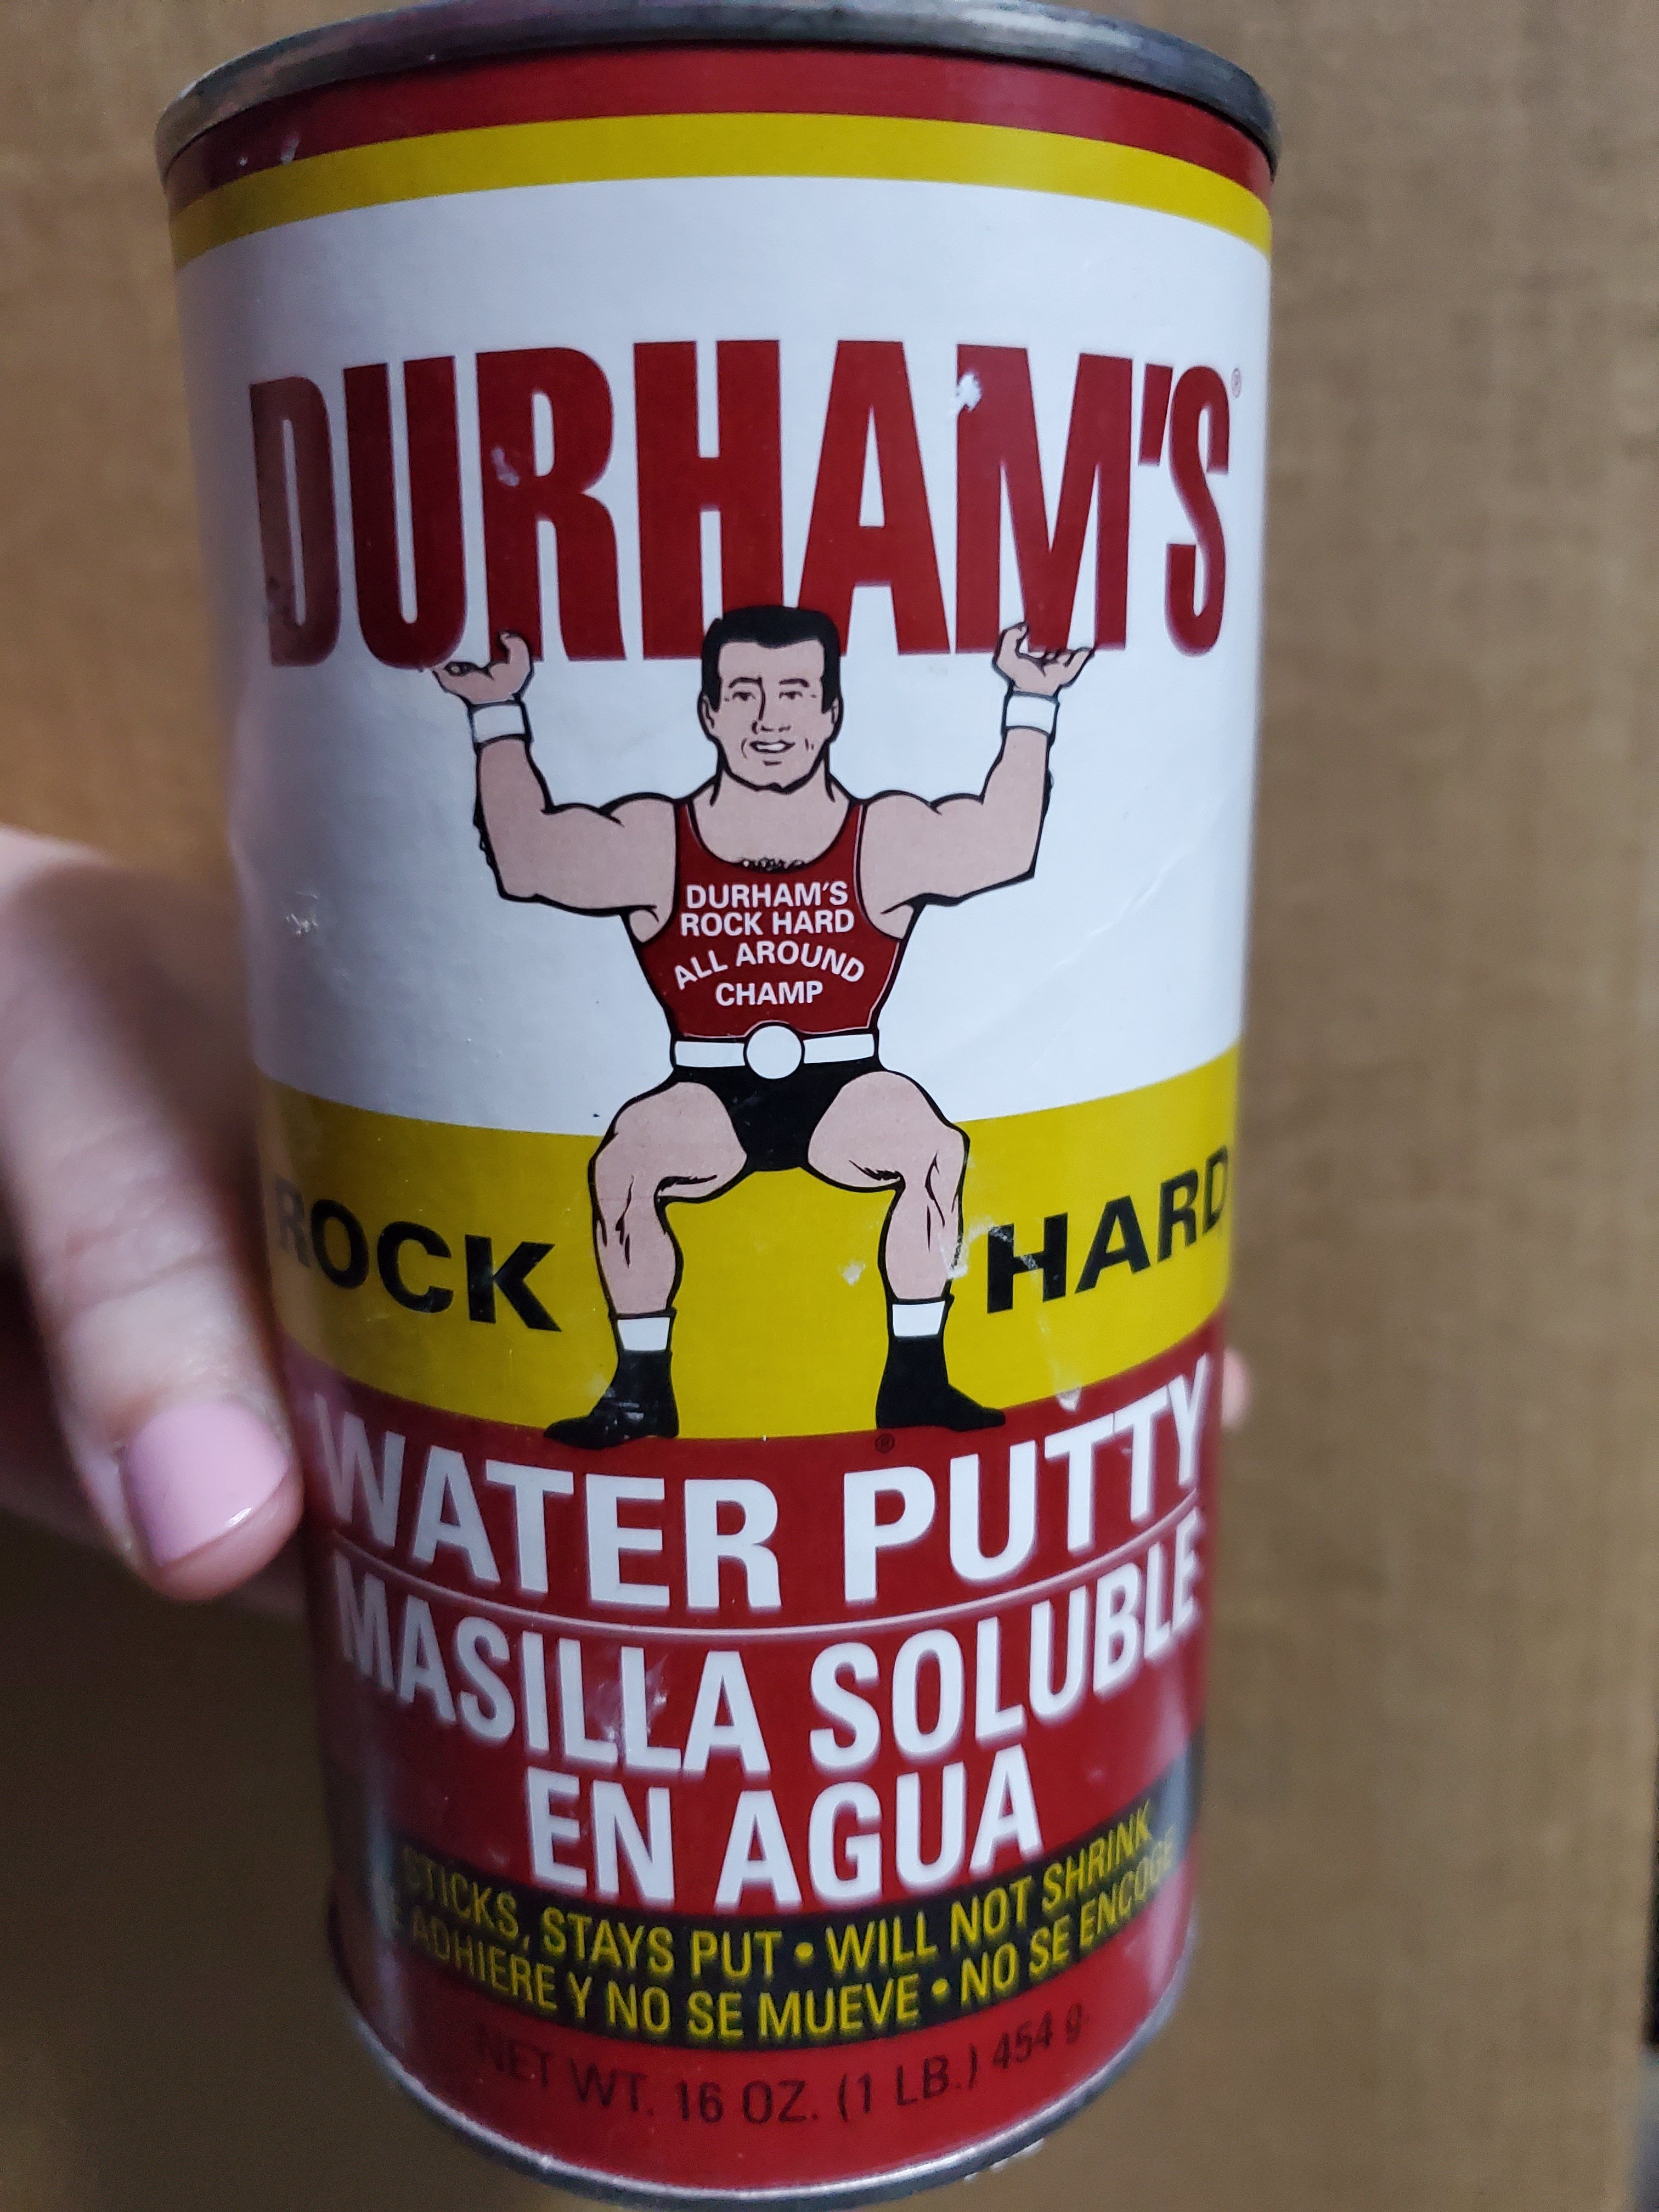 DURHAM'S®
DURHAM'S
ROCK HARD
ALL AROUND
CHAMP
ROCK HARD
®
WATER PUTTY
MASILLA SOLUBLE
EN AGUA
STICKS, STAYS PUT • WILL NOT SHRINK
ADHIERE Y NO SE MUEVE • NO SE ENCOGE
NET WT. 16 OZ. (1 LB.) 454 g.